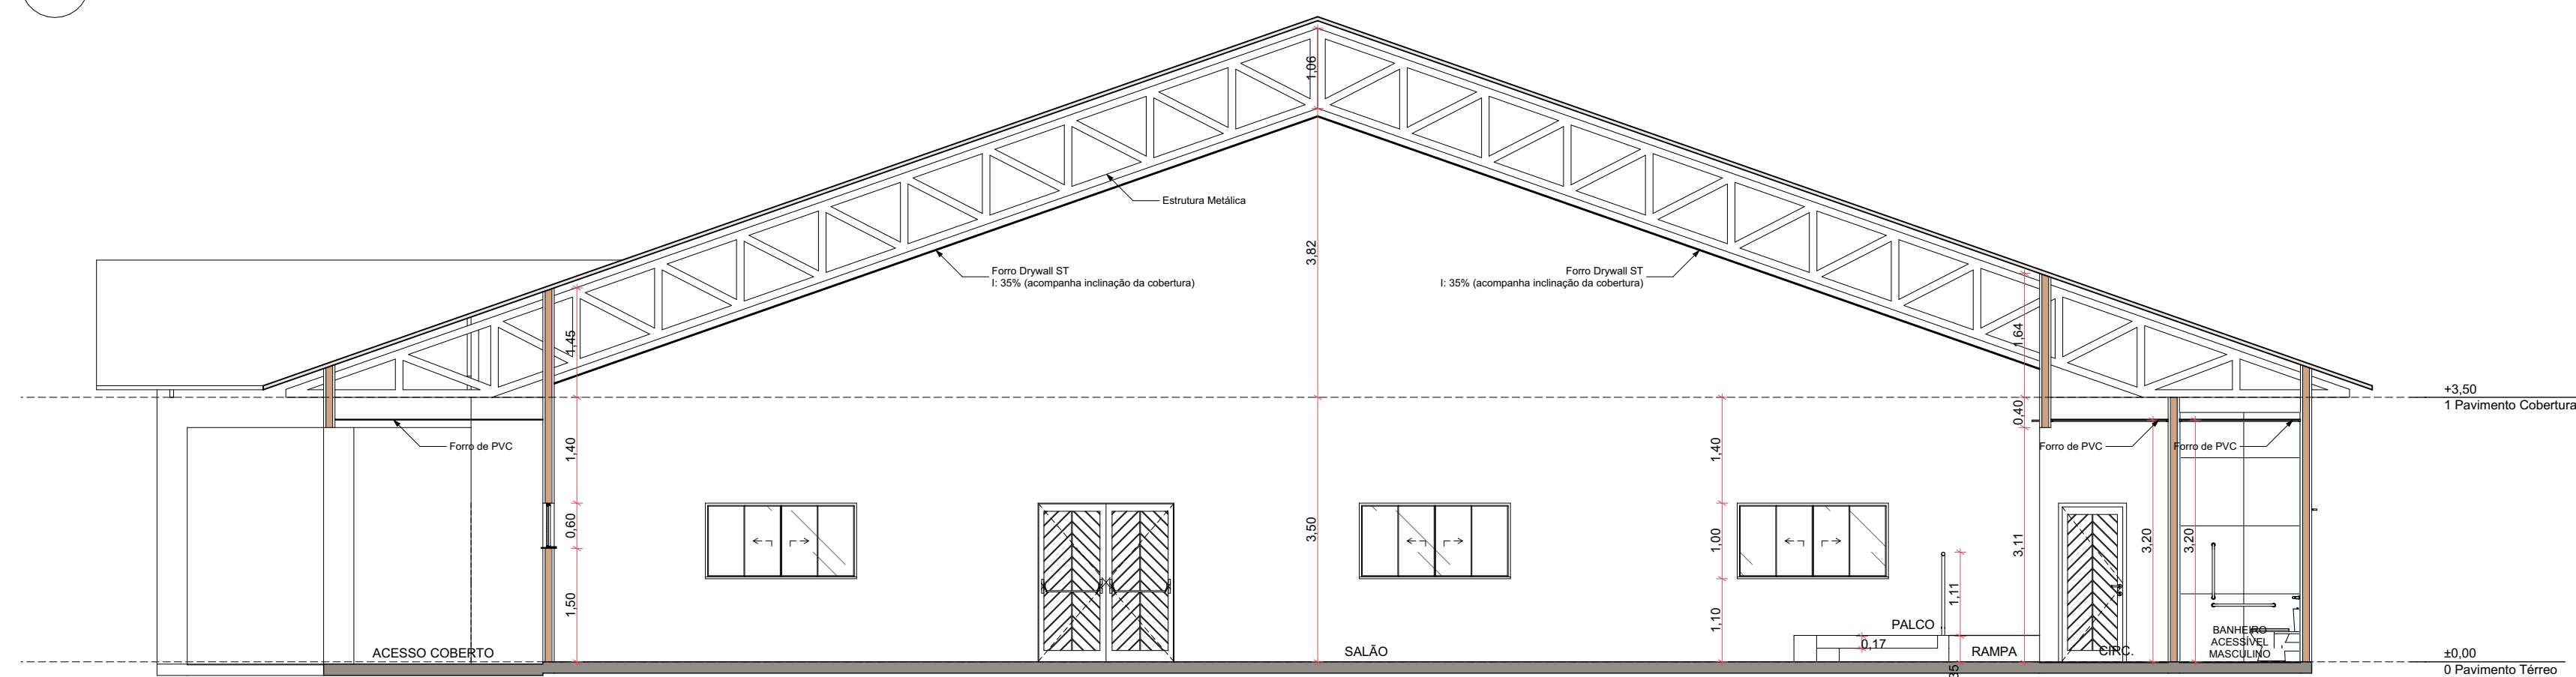 1,06
Estrutura Metálica
3,82
Forro Drywall ST
I: 35% (acompanha inclinação da cobertura)
Forro Drywall ST
I: 35% (acompanha inclinação da cobertura)
1,45
1,64
+3,50
1 Pavimento Cobertura
0,40
Forro de PVC
Forro de PVC
Forro de PVC
1,40
1,40
0,60
3,50
1,00
3,11
3,20
3,20
1,50
1,11
1,10
PALCO
0,17
BANHEIRO
ACESSÍVEL
MASCULINO
ACESSO COBERTO
SALÃO
RAMPA
CIRC.
±0,00
0 Pavimento Térreo